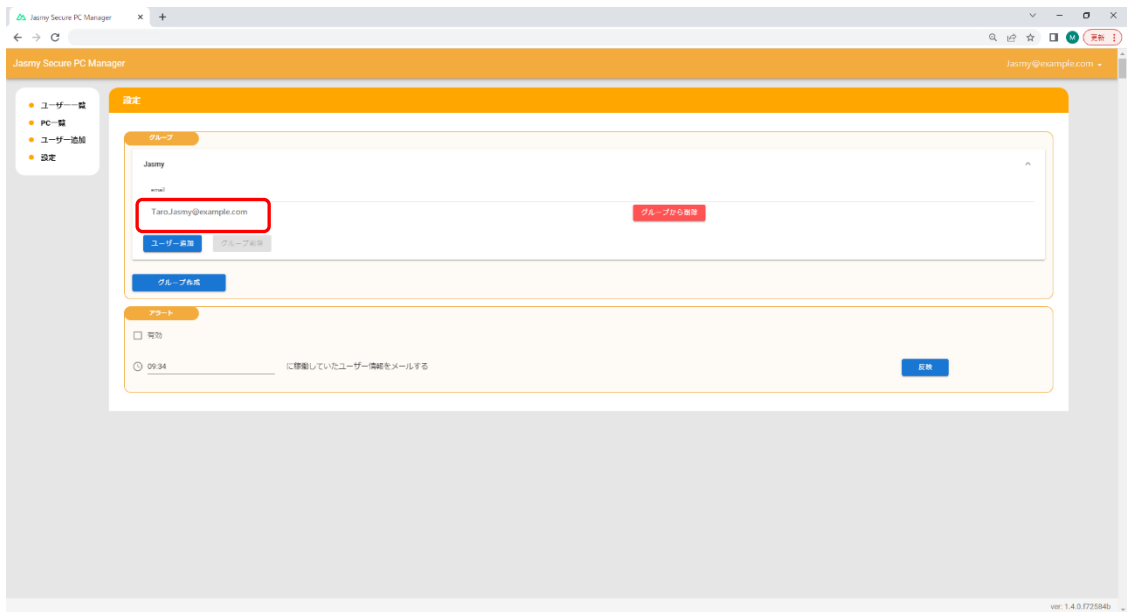 Jasmy Secure PC Manager
更新
Jasmy Secure PC Manager
Jasmy@example.com
ユーザー一覧
PC一覧
ユーザー追加
設定
設定
グループ
Jasmy
email
Taro.Jasmy@example.com
グループから削除
ユーザー追加
グループ削除
グループ作成
アラート
有効
09:34
に稼働していたユーザー情報をメールする
反映
ver: 1.4.0.f72584b